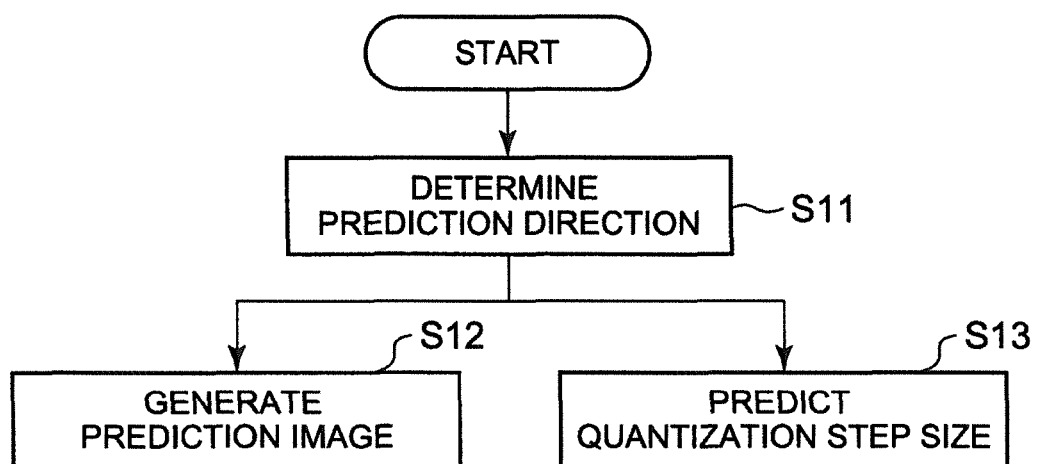 START
DETERMINE
PREDICTION DIRECTION
S11
S12
S13
GENERATE
PREDICTION IMAGE
PREDICT
QUANTIZATION STEP SIZE